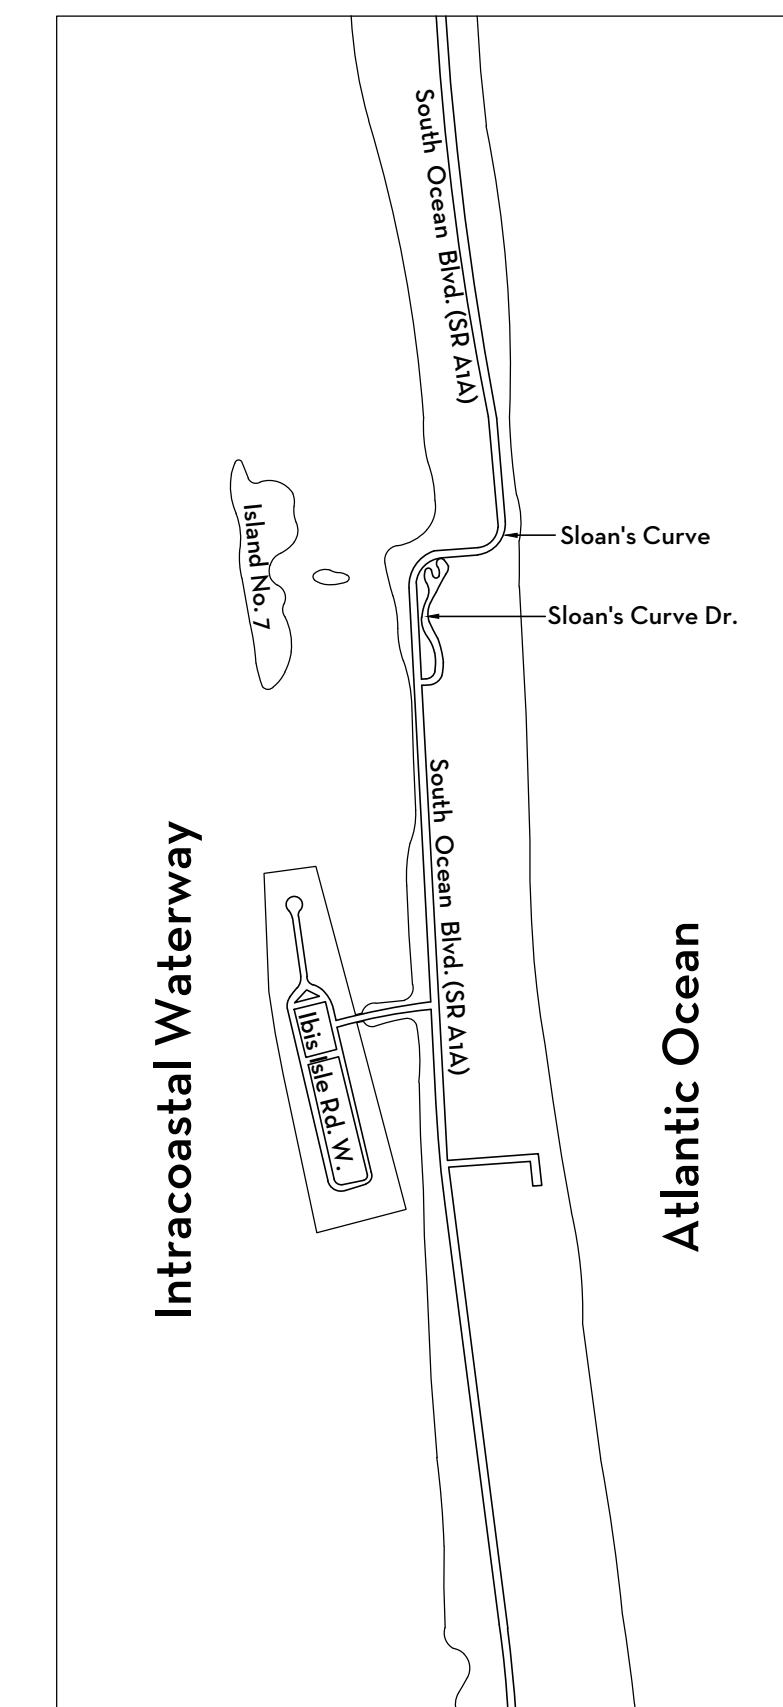 South Ocean Blvd. (SR A1A)
Sloan's Curve
Island No. 7
Sloan's Curve Dr.
South Ocean Blvd. (SR A1A)
Intracoastal Waterway
Atlantic Ocean
Ibis Isle Rd. W.